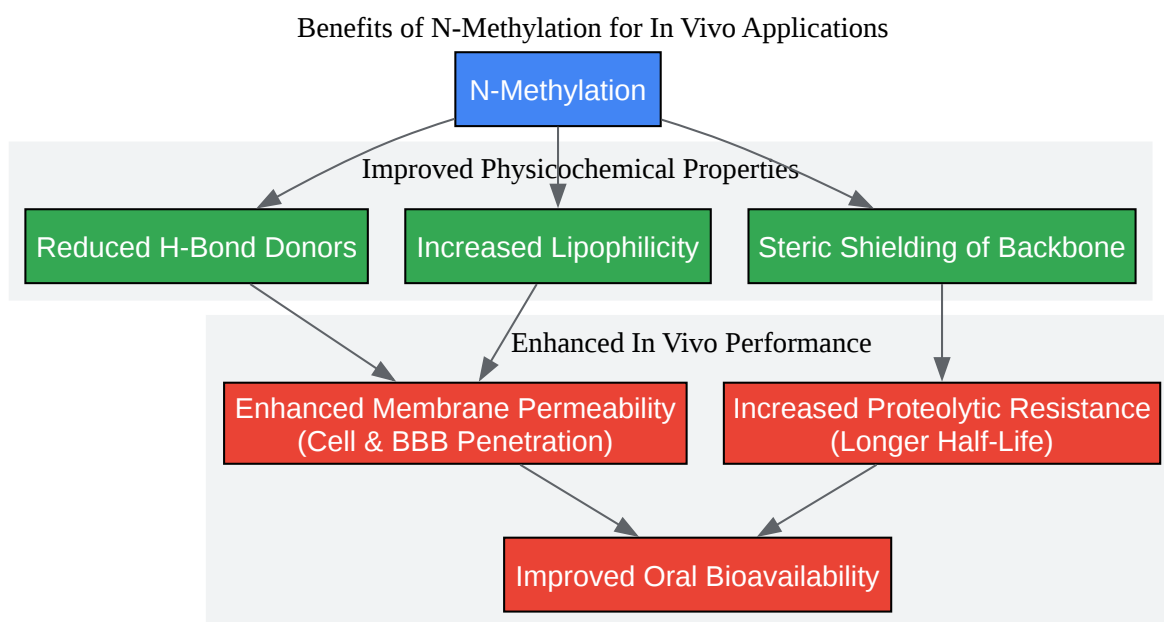 Benefits of N-Methylation for In Vivo Applications
N-Methylation
Improved Physicochemical Properties
Reduced H-Bond Donors
Increased Lipophilicity
Steric Shielding of Backbone
Enhanced In Vivo Performance
Enhanced Membrane Permeability
(Cell & BBB Penetration)
Increased Proteolytic Resistance
(Longer Half-Life)
Improved Oral Bioavailability